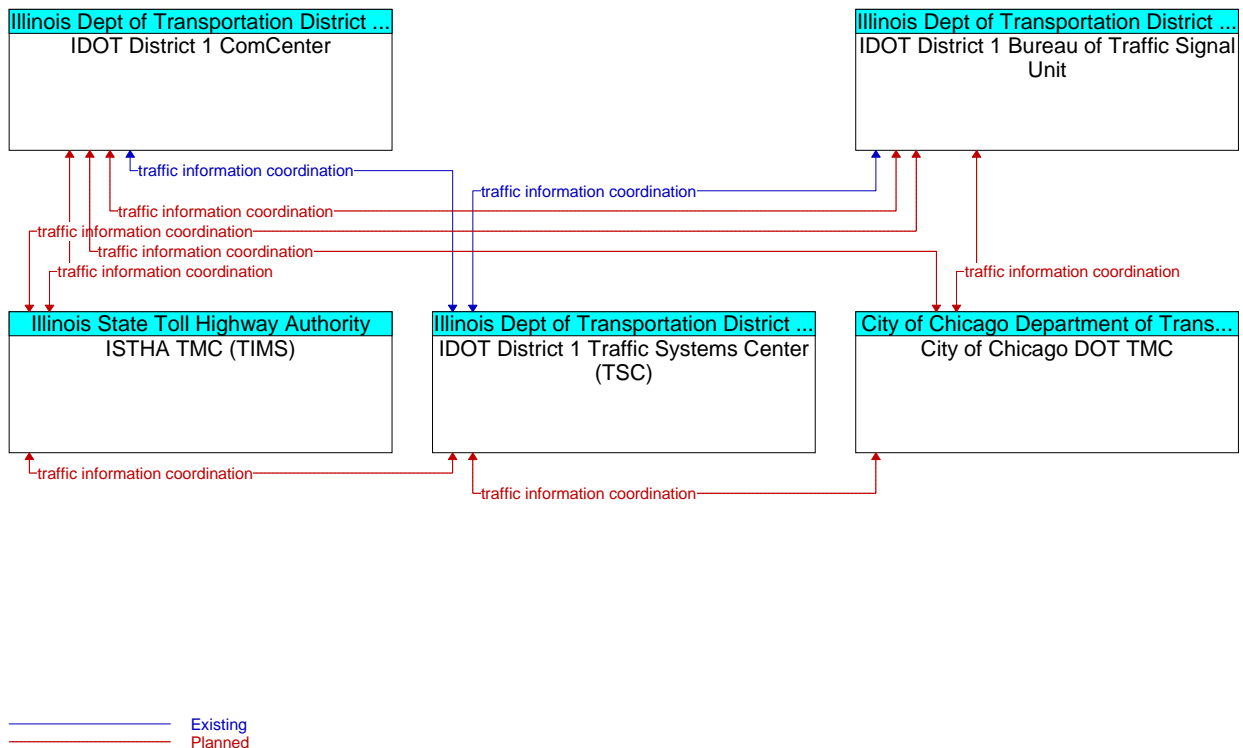 Illinois Dept of Transportation District ...
IDOT District 1 ComCenter
Illinois Dept of Transportation District ...
IDOT District 1 Bureau of Traffic Signal
Unit
traffic information coordination
traffic information coordination
traffic information coordination
traffic information coordination
traffic information coordination
traffic information coordination
traffic information coordination
Illinois State Toll Highway Authority
ISTHA TMC (TIMS)
Illinois Dept of Transportation District ...
IDOT District 1 Traffic Systems Center
(TSC)
City of Chicago Department of Trans...
City of Chicago DOT TMC
traffic information coordination
traffic information coordination
Existing
Planned